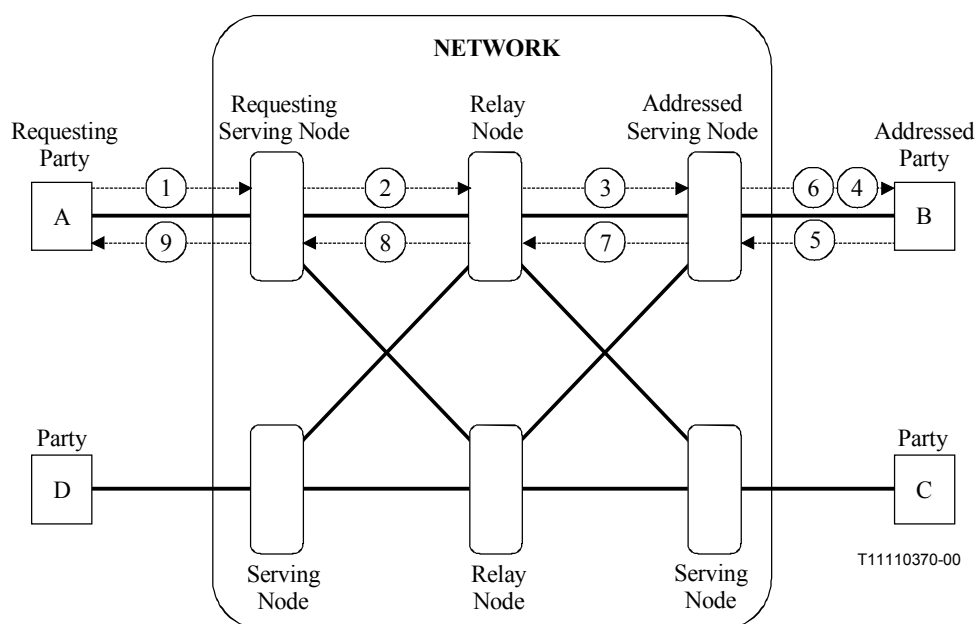 NETWORK
Requesting
Party
Requesting
Serving Node
Relay
Node
Addressed
Serving Node
Addressed
Party
1
2
3
6
4
A
B
9
8
7
5
Party
D
Party
C
Serving
Node
Relay
Node
Serving
Node
T11110370-00